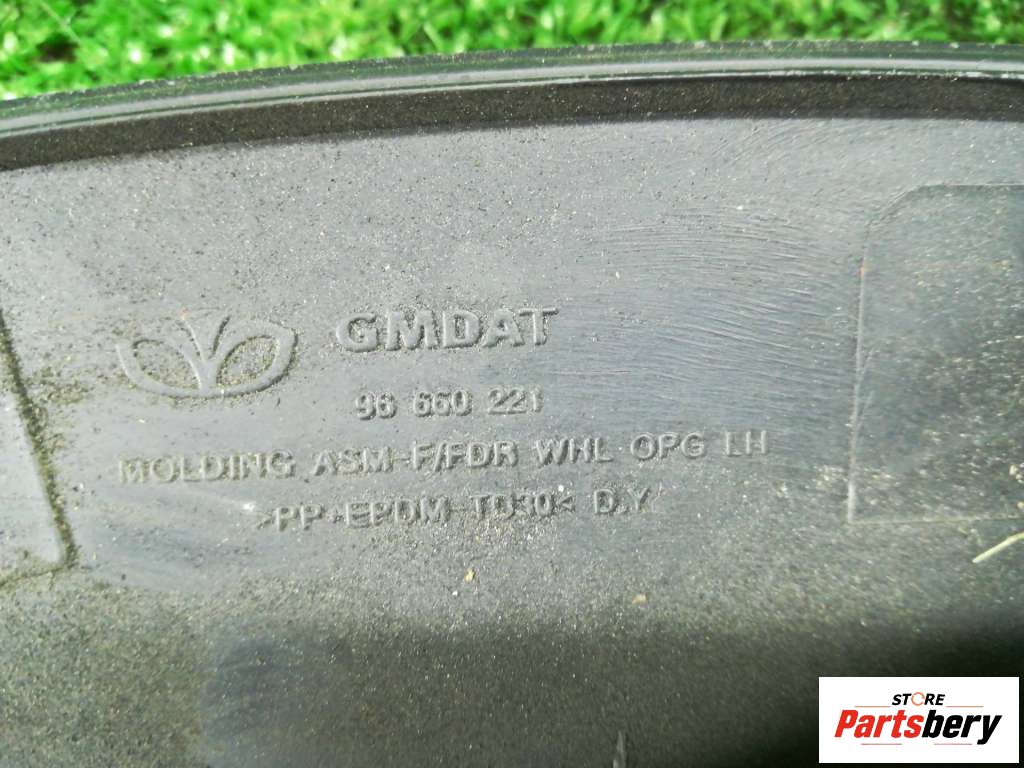 GMDAT
96 660 221
MOLDING ASM-F/FDR WHL OPG LH
>PP+EPDM-TD30< D.Y
STORE
Partsbery